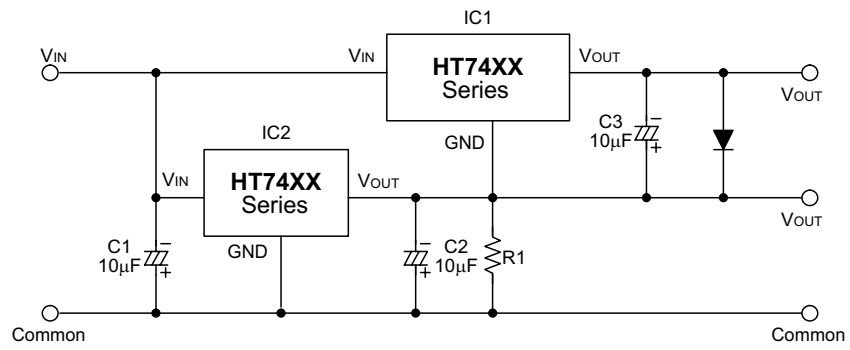 IC1
VIN
VIN
HT74XX
Series
VOUT
VOUT
GND
C3
10μF
−
+
IC2
VIN
HT74XX
Series
VOUT
VOUT
GND
C1
10μF
−
+
C2
10μF
−
+
R1
Common
Common